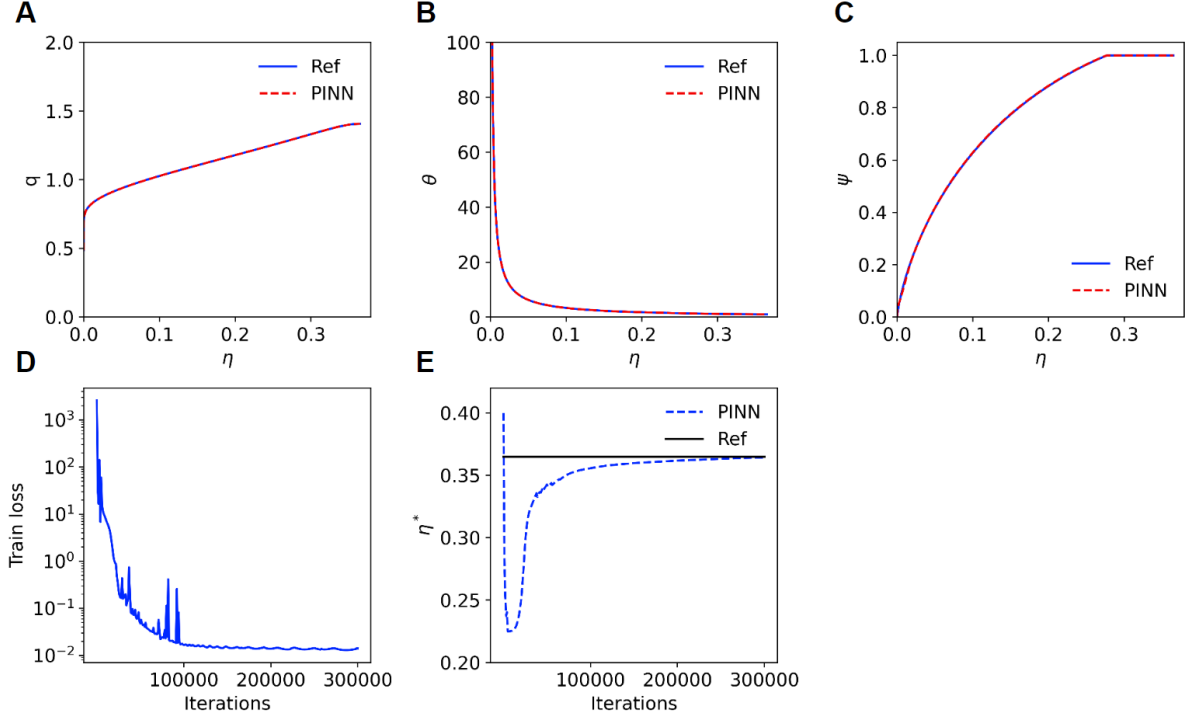 A
q
2.0
1.5
1.0
0.5
0.0
0.0 0.1 0.2 0.3
η
Ref
PINN
B
θ
100
80
60
40
20
0
0 0.1 0.2 0.3
η
Ref
PINN
C
ψ
1.0
0.8
0.6
0.4
0.2
0.0
0.0 0.1 0.2 0.3
η
Ref
PINN
D
Train loss
10³
10²
10¹
10⁰
10⁻¹
10⁻²
100000 200000 300000
Iterations
E
η*
0.40
0.35
0.30
0.25
0.20
100000 200000 300000
Iterations
PINN
Ref